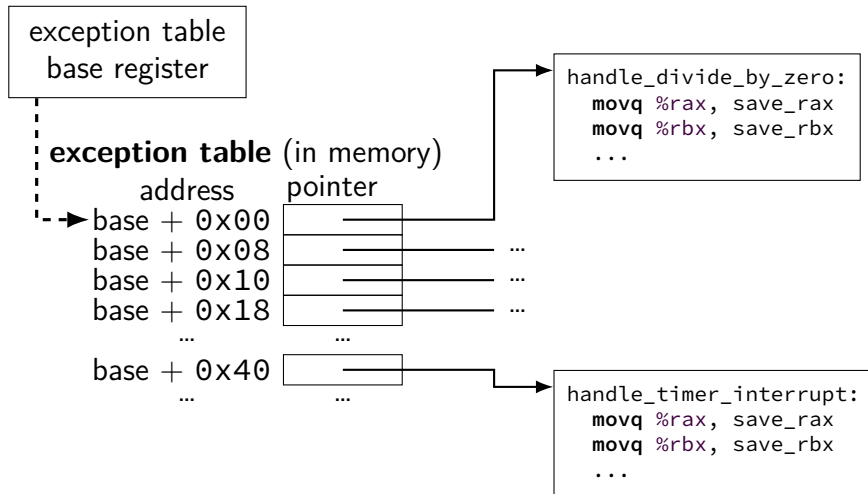 exception table
base register
exception table (in memory)
address pointer
base + 0x00
base + 0x08 ...
base + 0x10 ...
base + 0x18 ...
... ...
base + 0x40
... ...
handle_divide_by_zero:
movq %rax, save_rax
movq %rbx, save_rbx
...
handle_timer_interrupt:
movq %rax, save_rax
movq %rbx, save_rbx
...